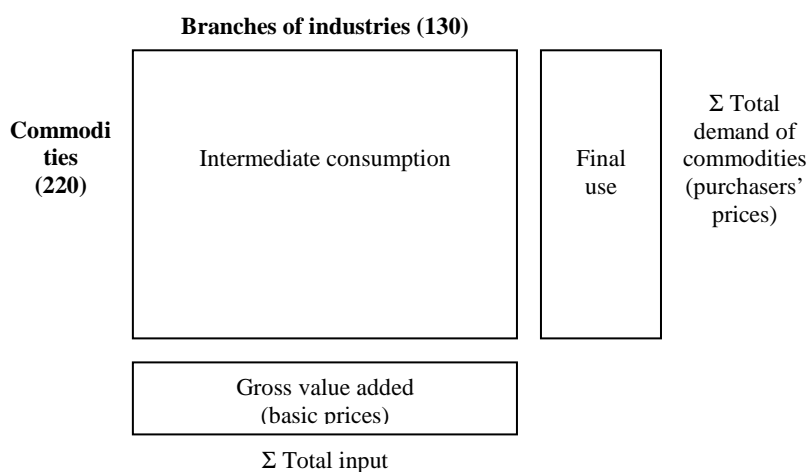 Branches of industries (130)
Commodi
ties
(220)
Intermediate consumption
Final
use
Σ Total
demand of
commodities
(purchasers’
prices)
Gross value added
(basic prices)
Σ Total input